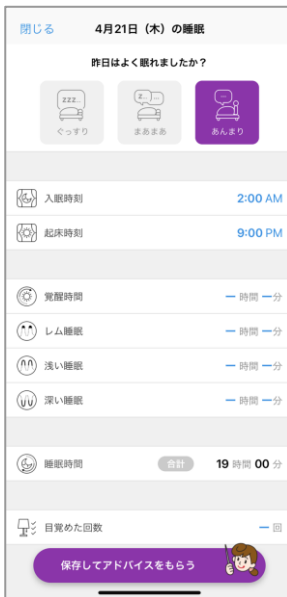 閉じる 4月21日（木）の睡眠
昨日はよく眠れましたか？
zzz.. z..)...
ぐっすり まあまあ あんまり
入眠時刻 2:00 AM
起床時刻 9:00 PM
覚醒時間 ー 時間 ー分
レム睡眠 ー 時間 ー分
浅い睡眠 ー 時間 ー分
深い睡眠 ー 時間 ー分
睡眠時間 合計 19 時間 00 分
目覚めた回数 ー 回
保存してアドバイスをもらう